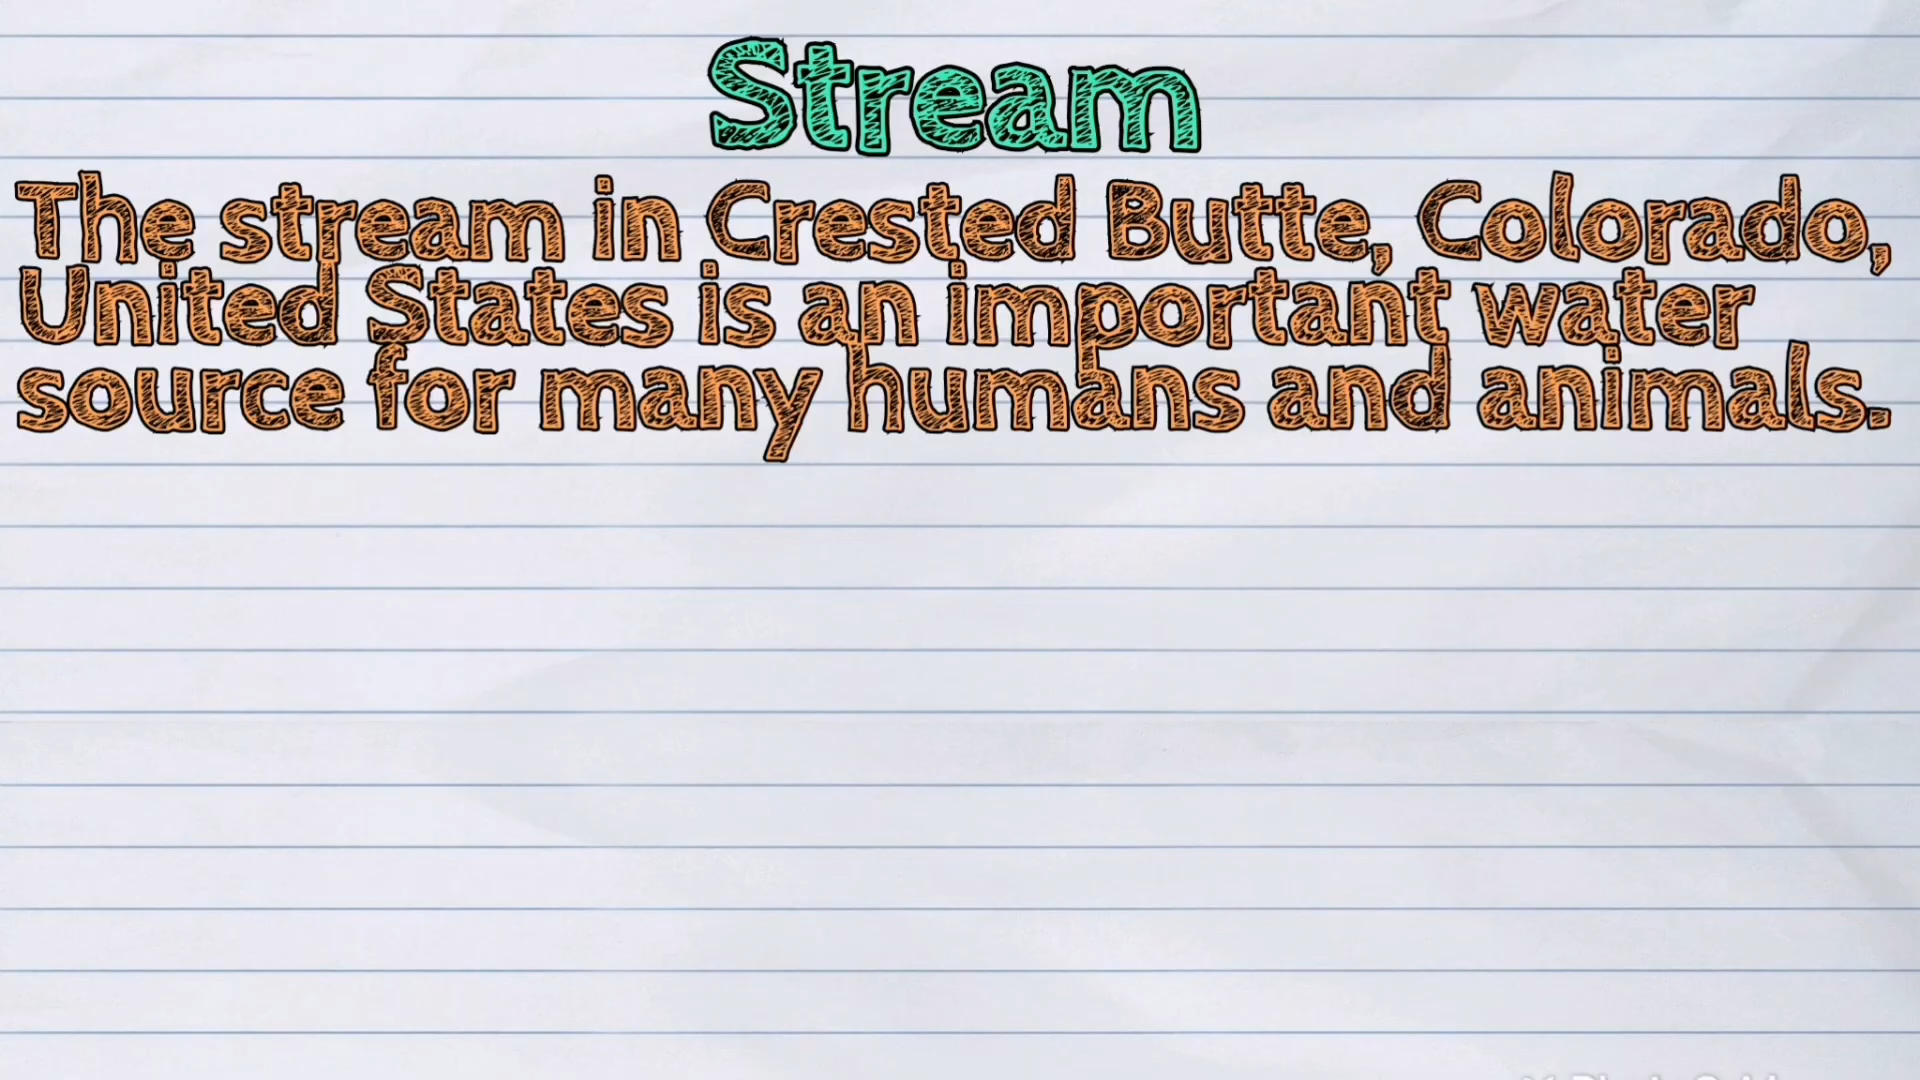 Stream
The stream in Crested Butte, Colorado,
United States is an important water
source for many humans and animals.